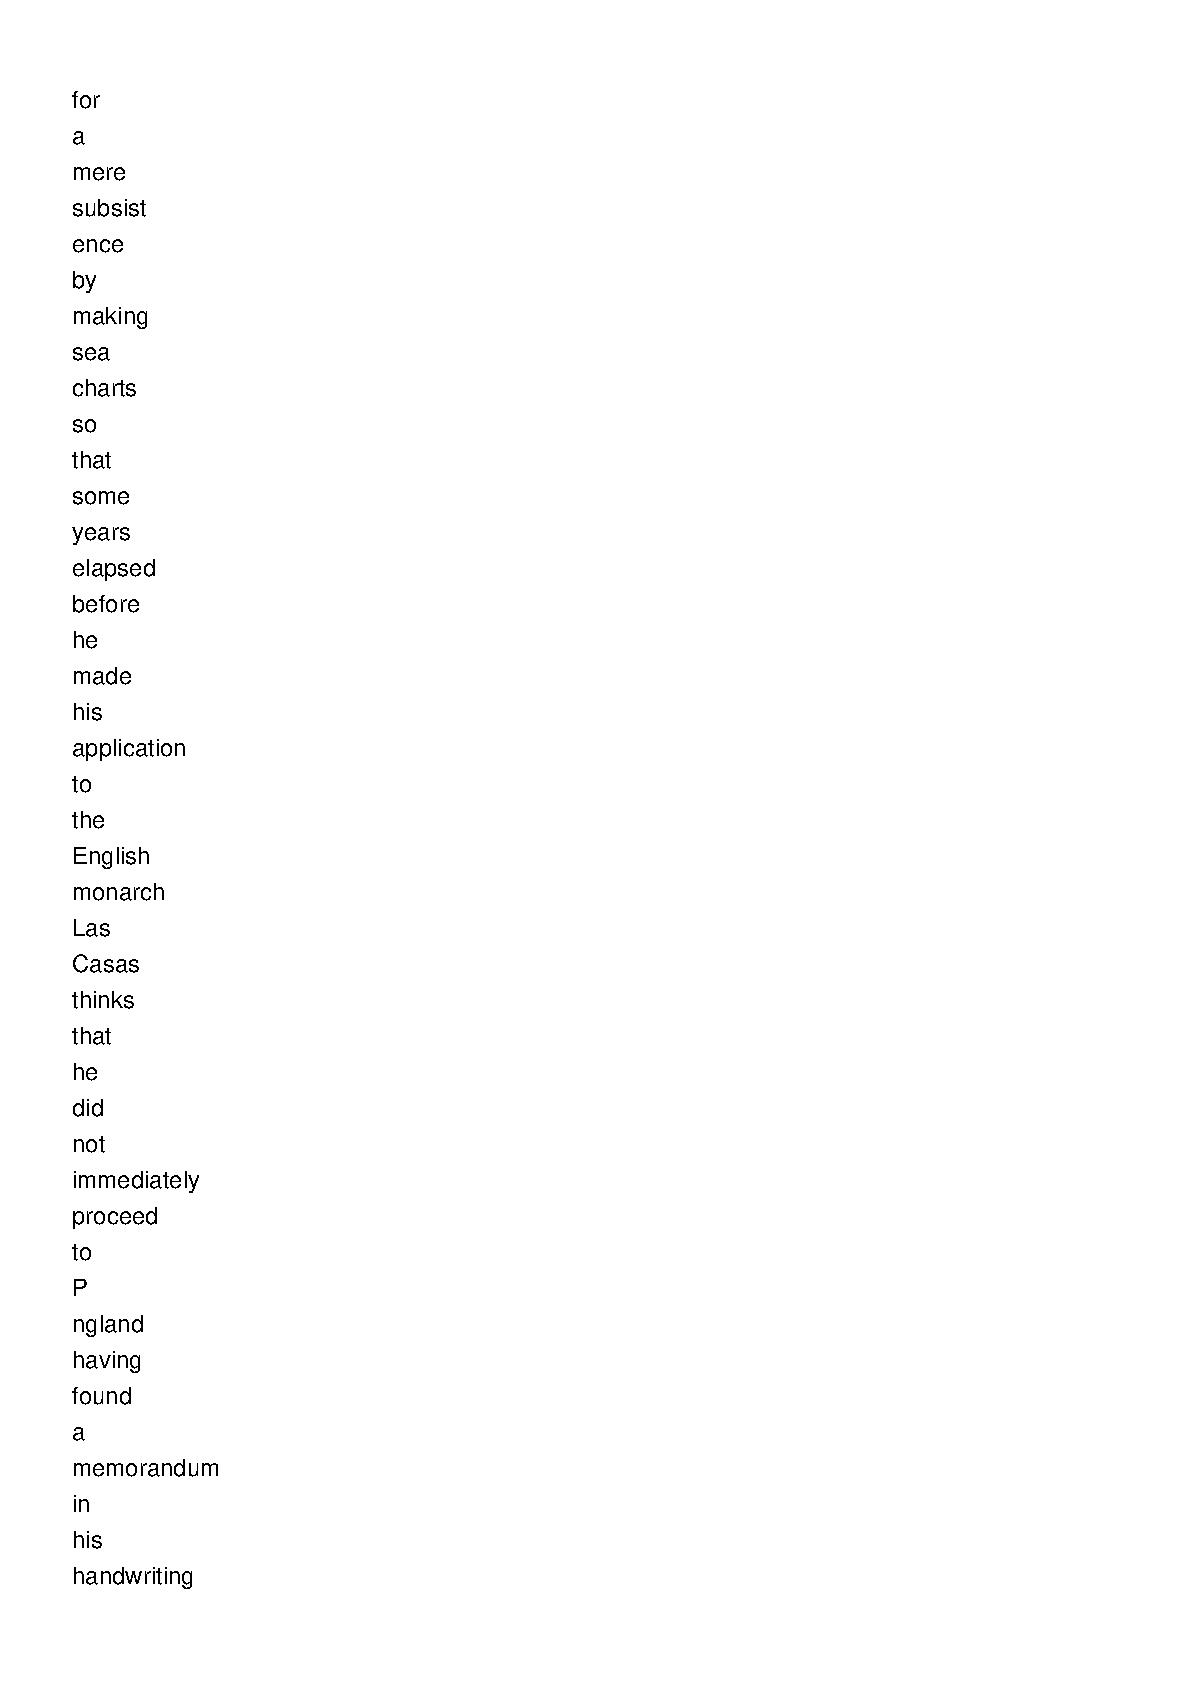 for
a
mere
subsist
ence
by
making
sea
charts
so
that
some
years
elapsed
before
he
made
his
application
to
the
English
monarch
Las
Casas
thinks
that
he
did
not
immediately
proceed
to
P
ngland
having
found
a
memorandum
in
his
handwriting